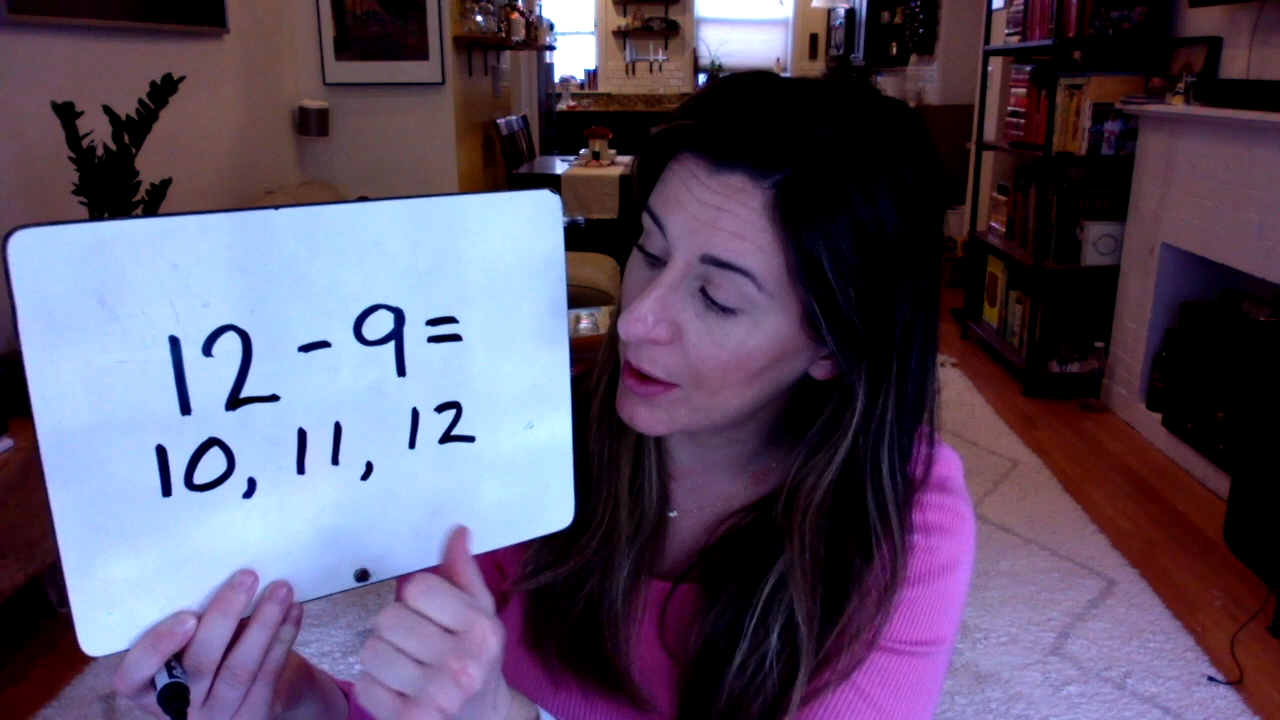 12 - 9 =
10, 11, 12